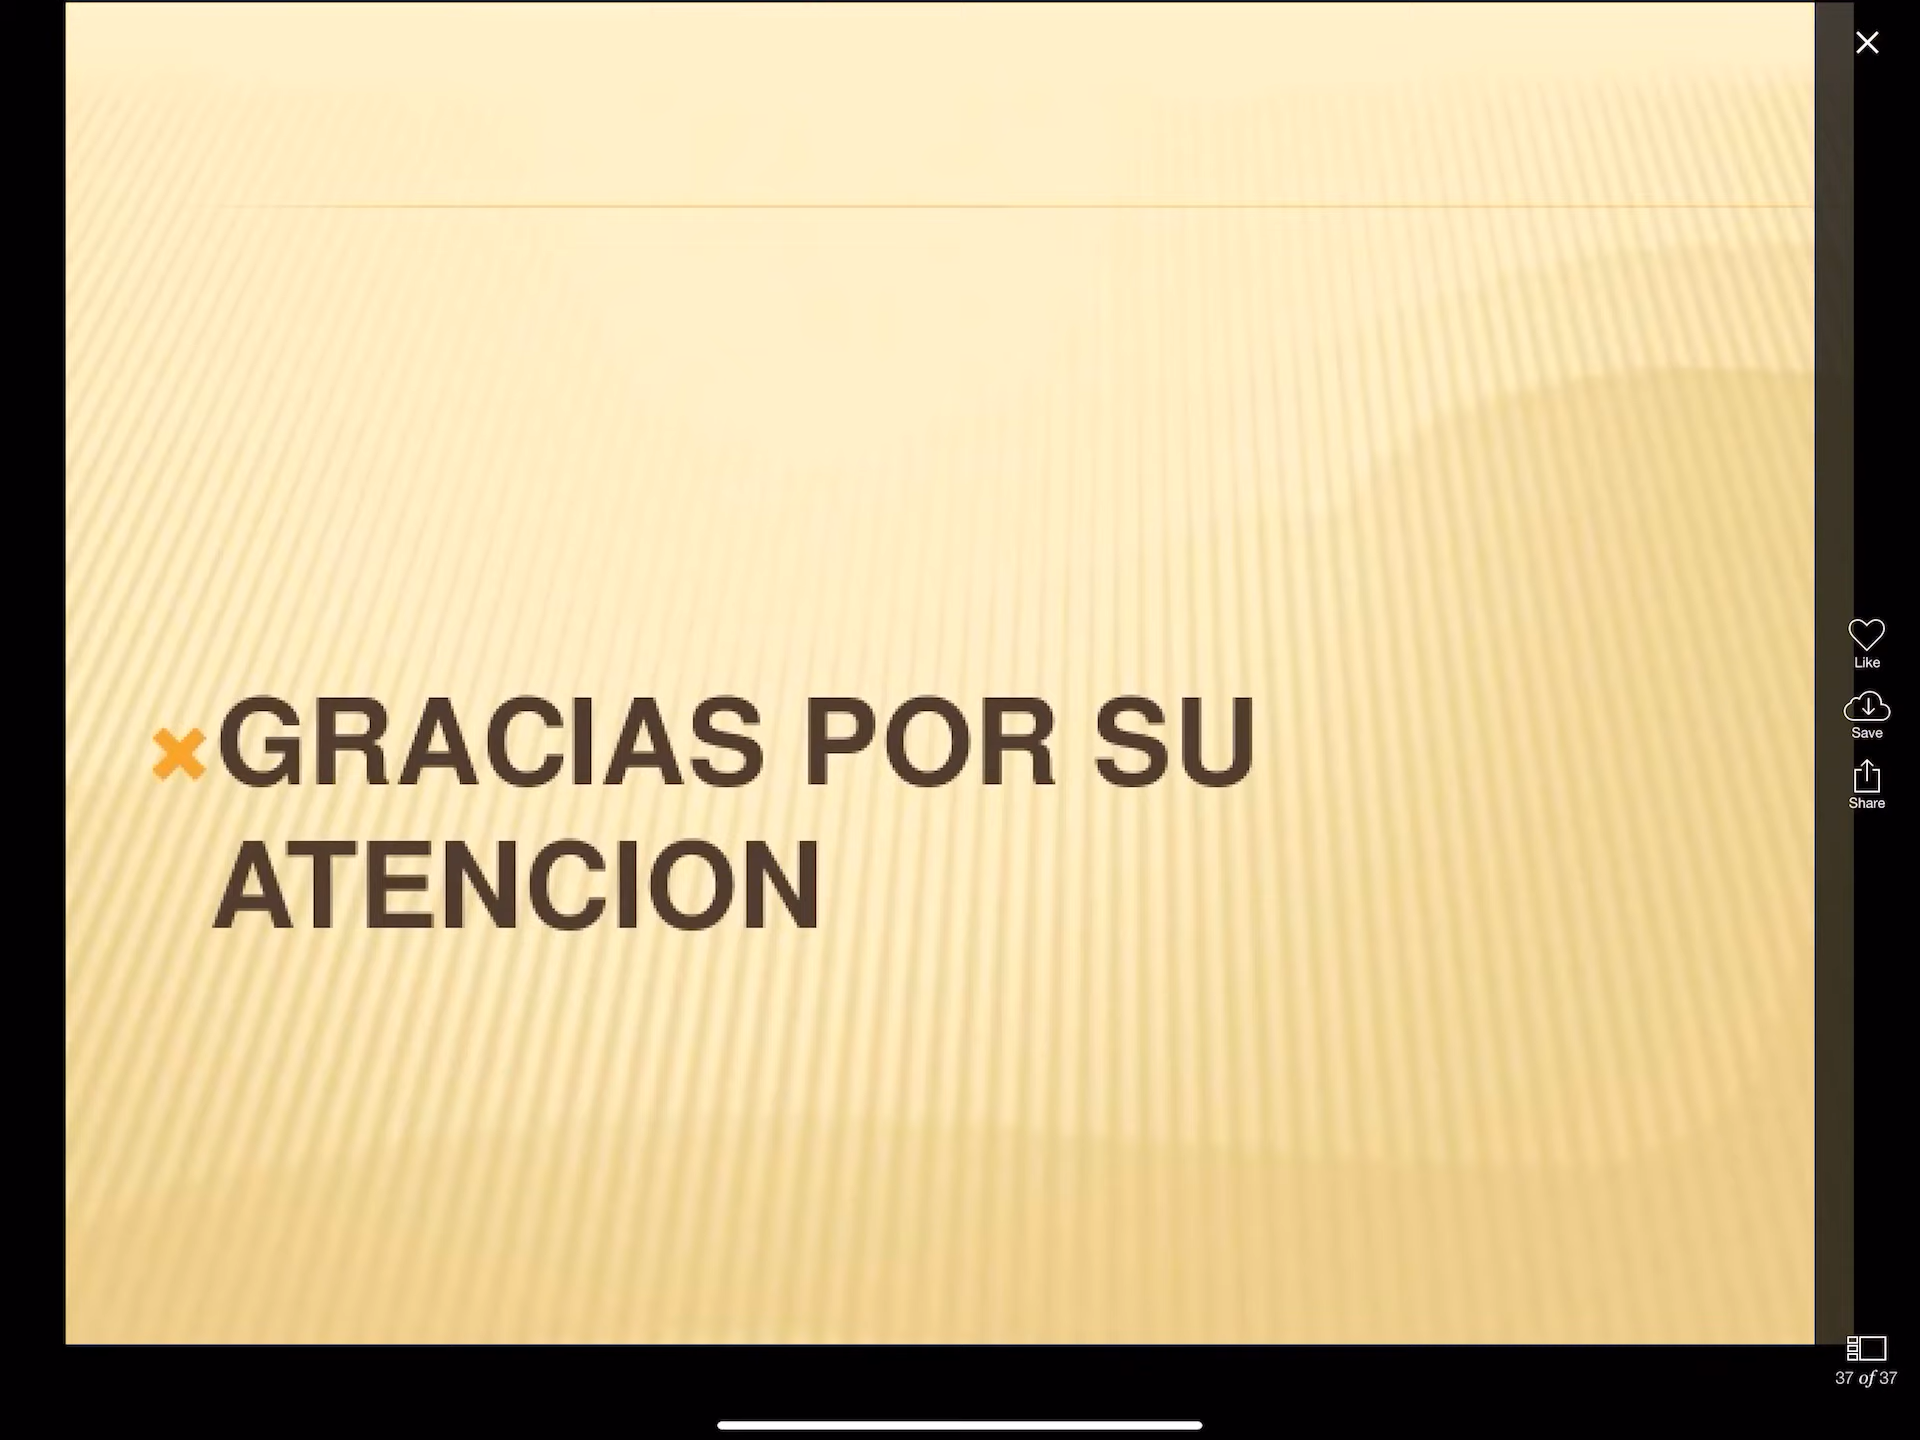 GRACIAS POR SU
ATENCION
Like
Save
Share
37 of 37